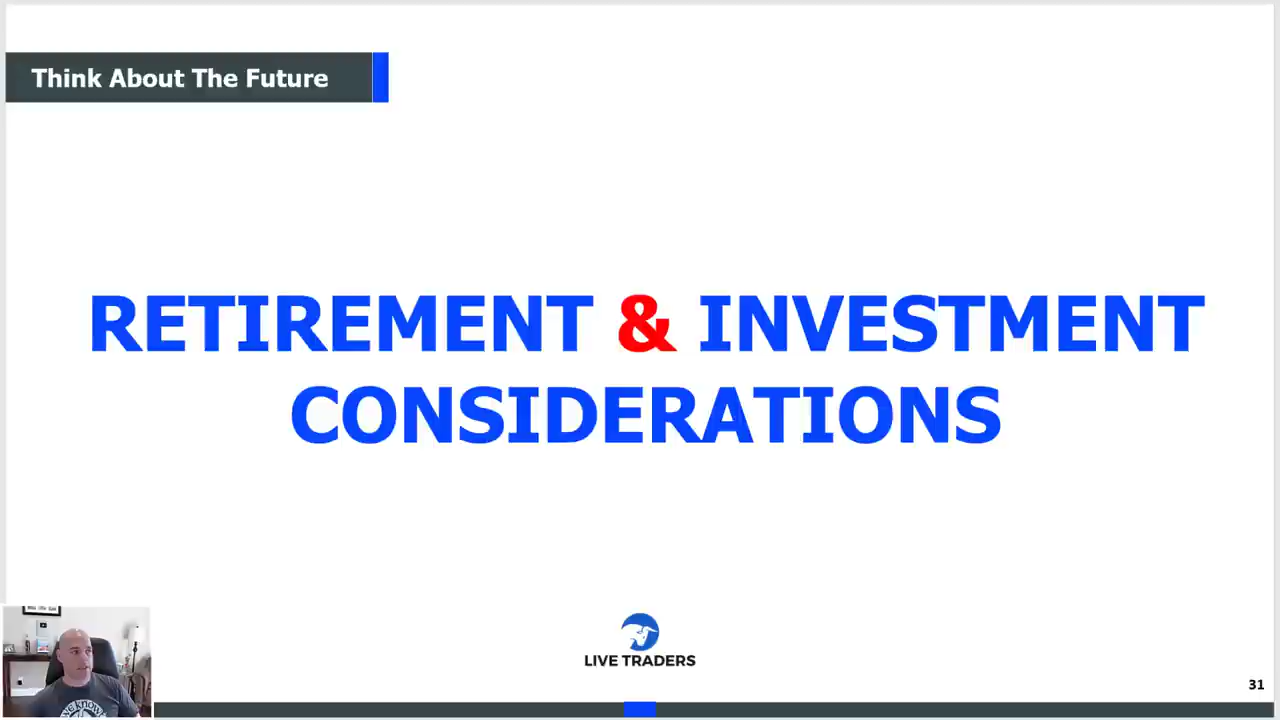 Think About The Future
RETIREMENT & INVESTMENT
CONSIDERATIONS
LIVE TRADERS
31